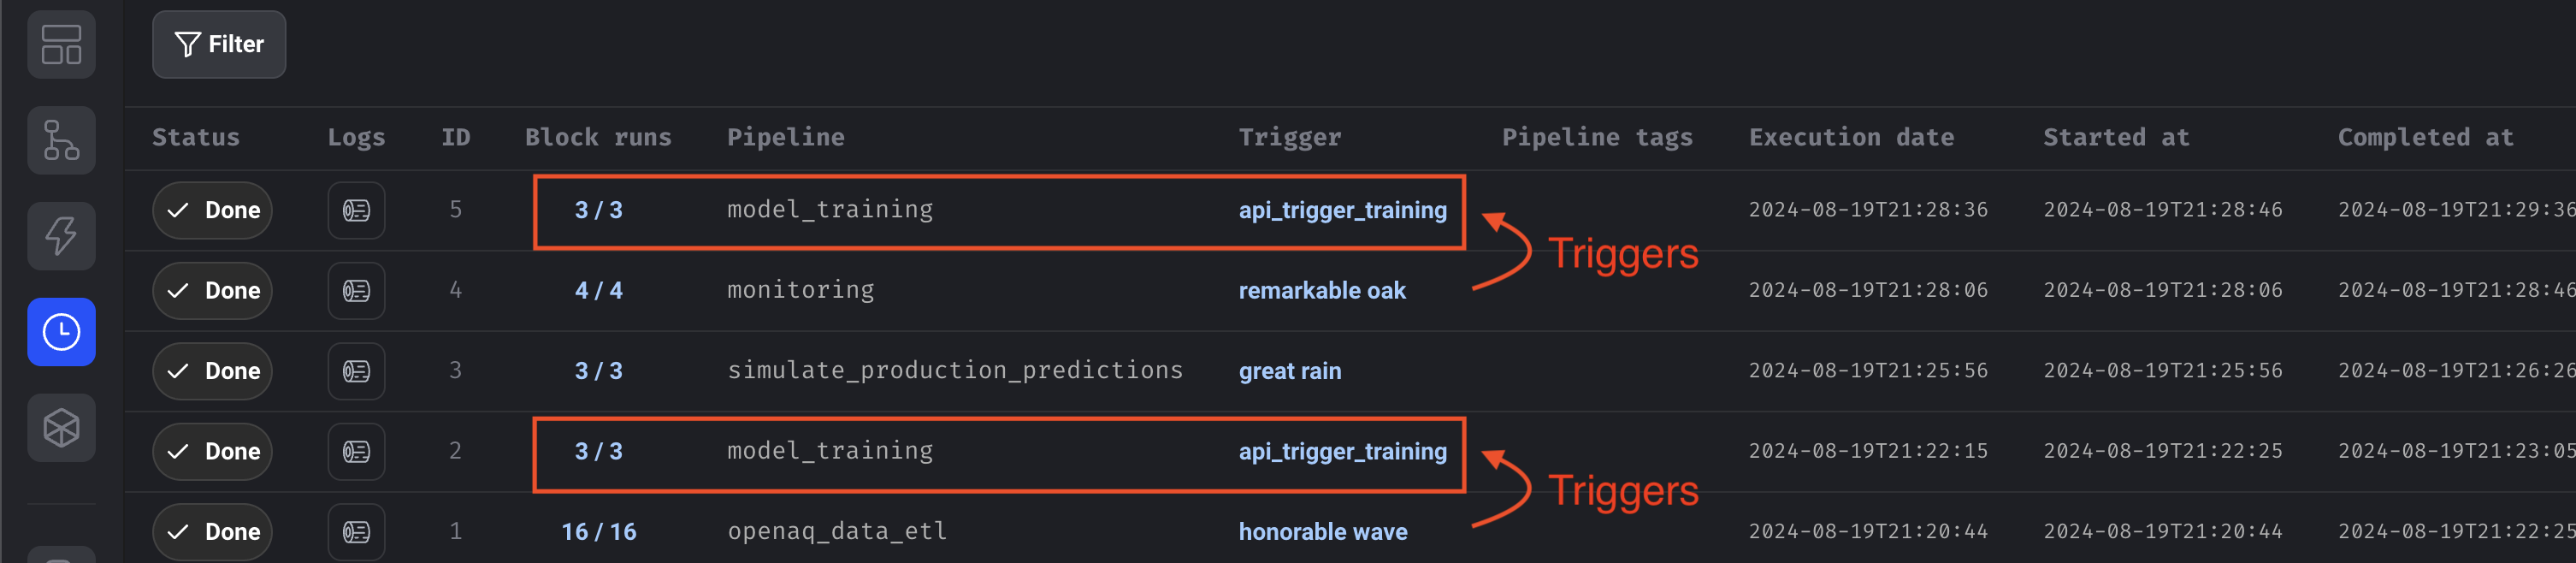 Filter
Status Logs ID Block runs Pipeline Trigger Pipeline tags Execution date Started at Completed at
Done 5 3 / 3 model_training api_trigger_training 2024-08-19T21:28:36 2024-08-19T21:28:46 2024-08-19T21:29:36
Triggers
Done 4 4 / 4 monitoring remarkable oak 2024-08-19T21:28:06 2024-08-19T21:28:06 2024-08-19T21:28:46
Done 3 3 / 3 simulate_production_predictions great rain 2024-08-19T21:25:56 2024-08-19T21:25:56 2024-08-19T21:26:26
Done 2 3 / 3 model_training api_trigger_training 2024-08-19T21:22:15 2024-08-19T21:22:25 2024-08-19T21:23:05
Triggers
Done 1 16 / 16 openaq_data_etl honorable wave 2024-08-19T21:20:44 2024-08-19T21:20:44 2024-08-19T21:22:25